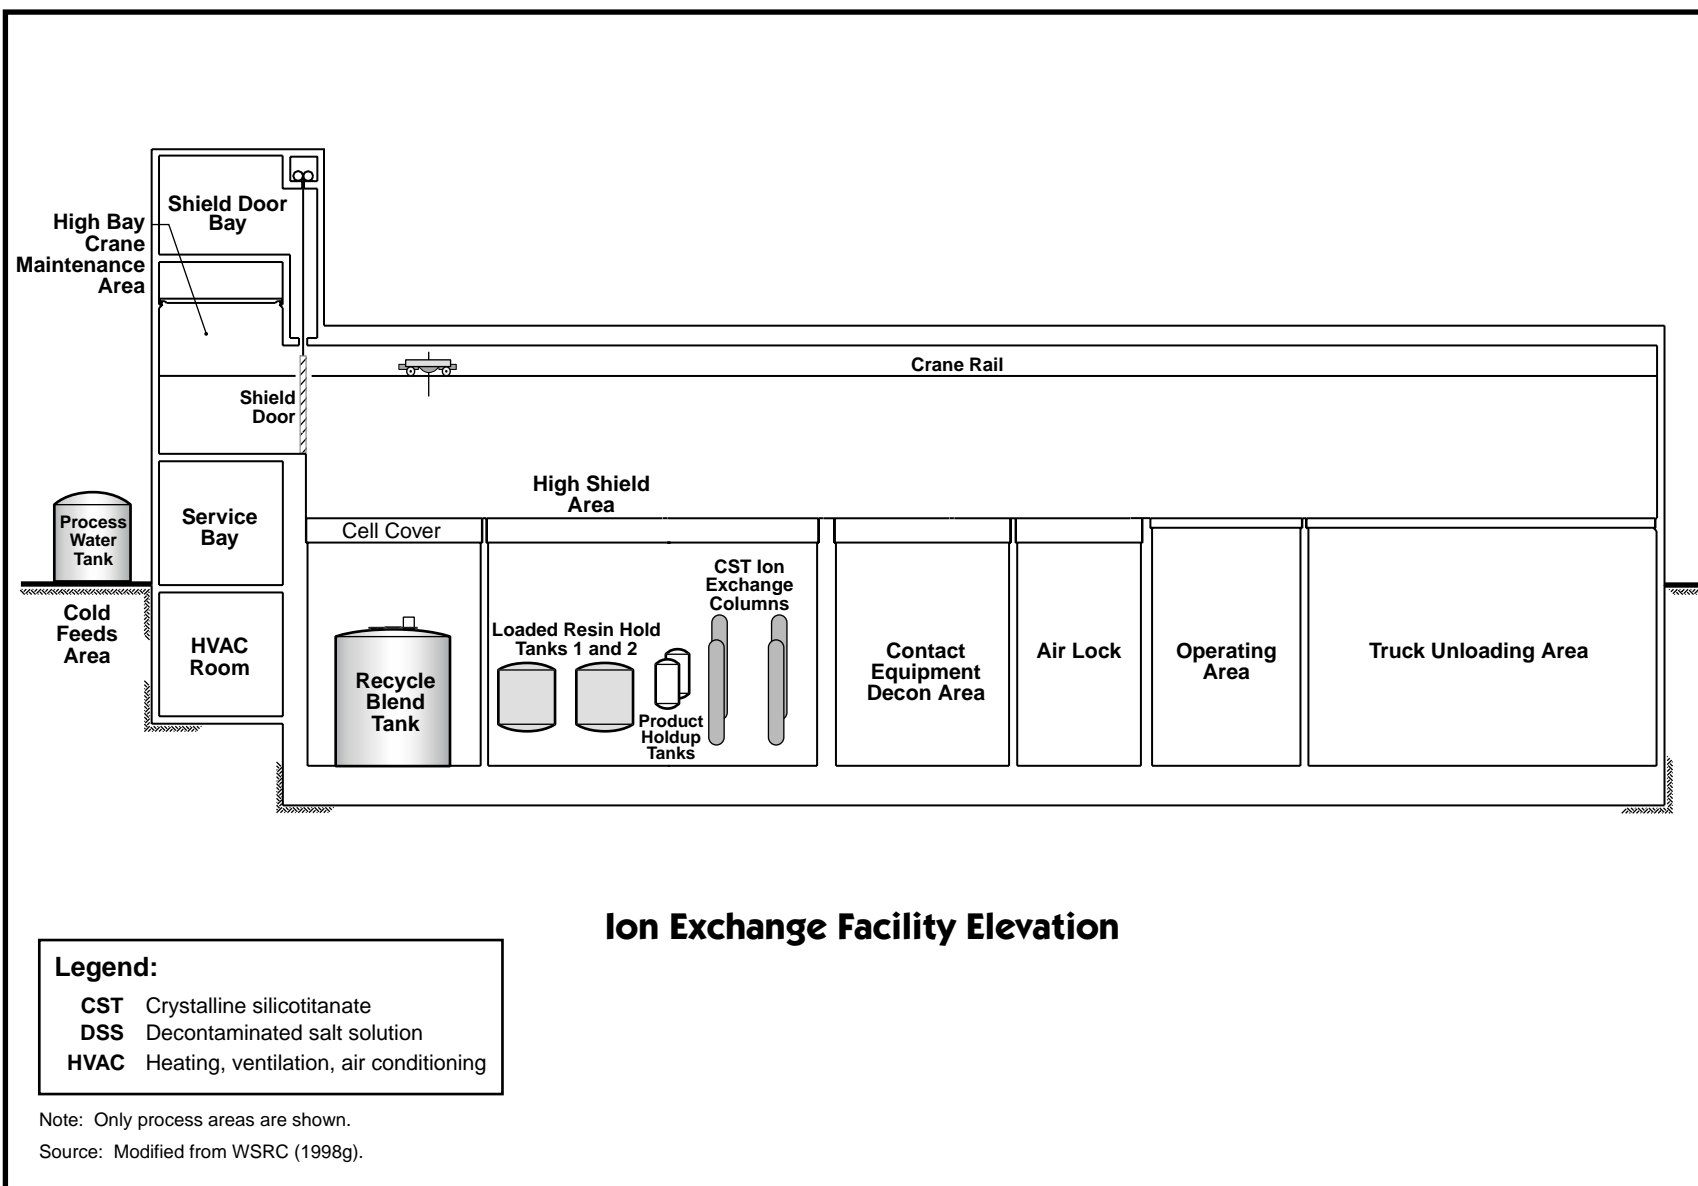 Shield Door
Bay
High Bay
Crane
Maintenance
Area
Crane Rail
Shield
Door
High Shield
Area
Process
Water
Tank
Service
Bay
Cell Cover
CST Ion
Exchange
Columns
Cold
Feeds
Area
HVAC
Room
Recycle
Blend
Tank
Loaded Resin Hold
Tanks 1 and 2
Product
Holdup
Tanks
Contact
Equipment
Decon Area
Air Lock
Operating
Area
Truck Unloading Area
Ion Exchange Facility Elevation
Legend:
CST Crystalline silicotitanate
DSS Decontaminated salt solution
HVAC Heating, ventilation, air conditioning
Note: Only process areas are shown.
Source: Modified from WSRC (1998g).